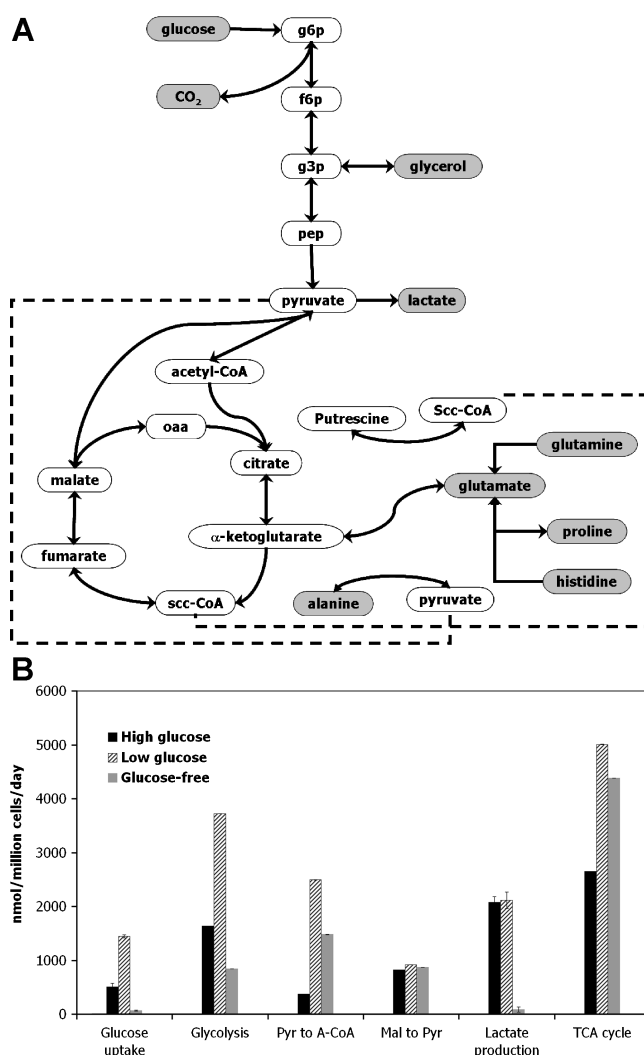 A
glucose
g6p
CO2
f6p
g3p
glycerol
pep
pyruvate
lactate
acetyl-CoA
Putrescine
Scc-CoA
oaa
citrate
glutamine
malate
glutamate
α-ketoglutarate
proline
fumarate
histidine
scc-CoA
alanine
pyruvate
B
nmol/million cells/day
6000
5000
4000
3000
2000
1000
0
High glucose
Low glucose
Glucose-free
Glucose
uptake
Glycolysis
Pyr to A-CoA
Mal to Pyr
Lactate
production
TCA cycle